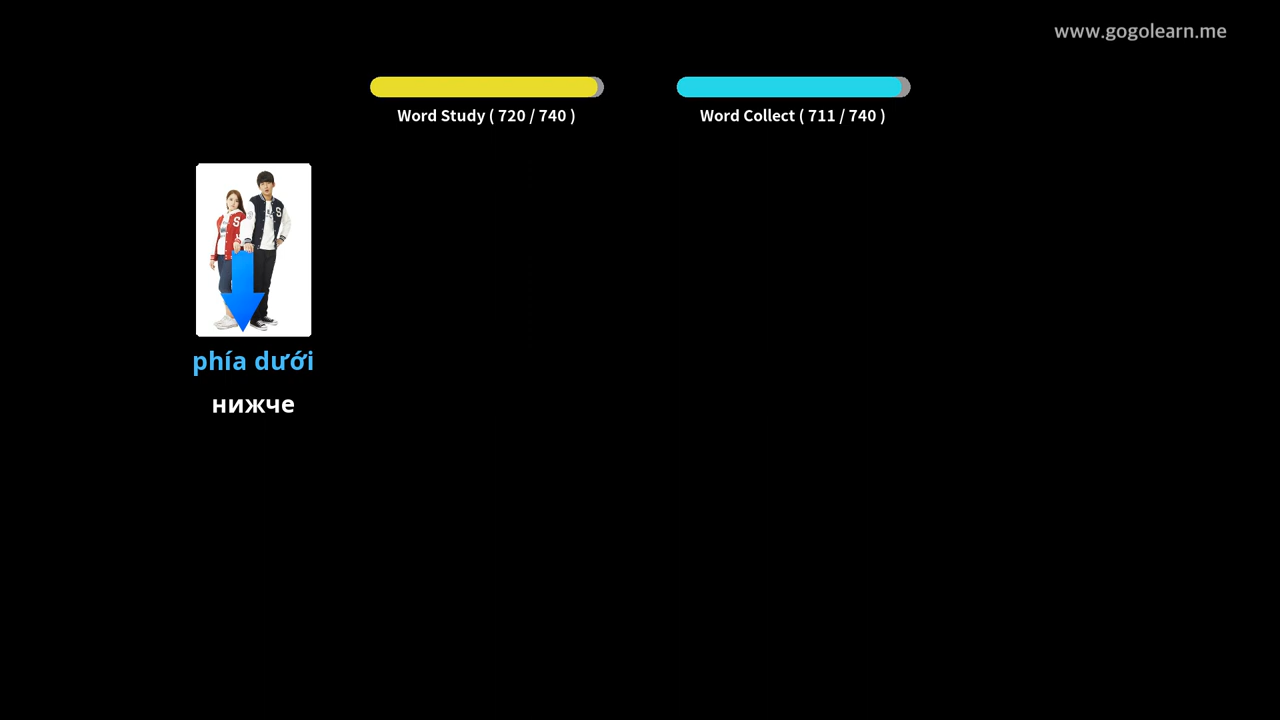 www.gogolearn.me
Word Study ( 720 / 740 )
Word Collect ( 711 / 740 )
S
S
phía dưới
нижче